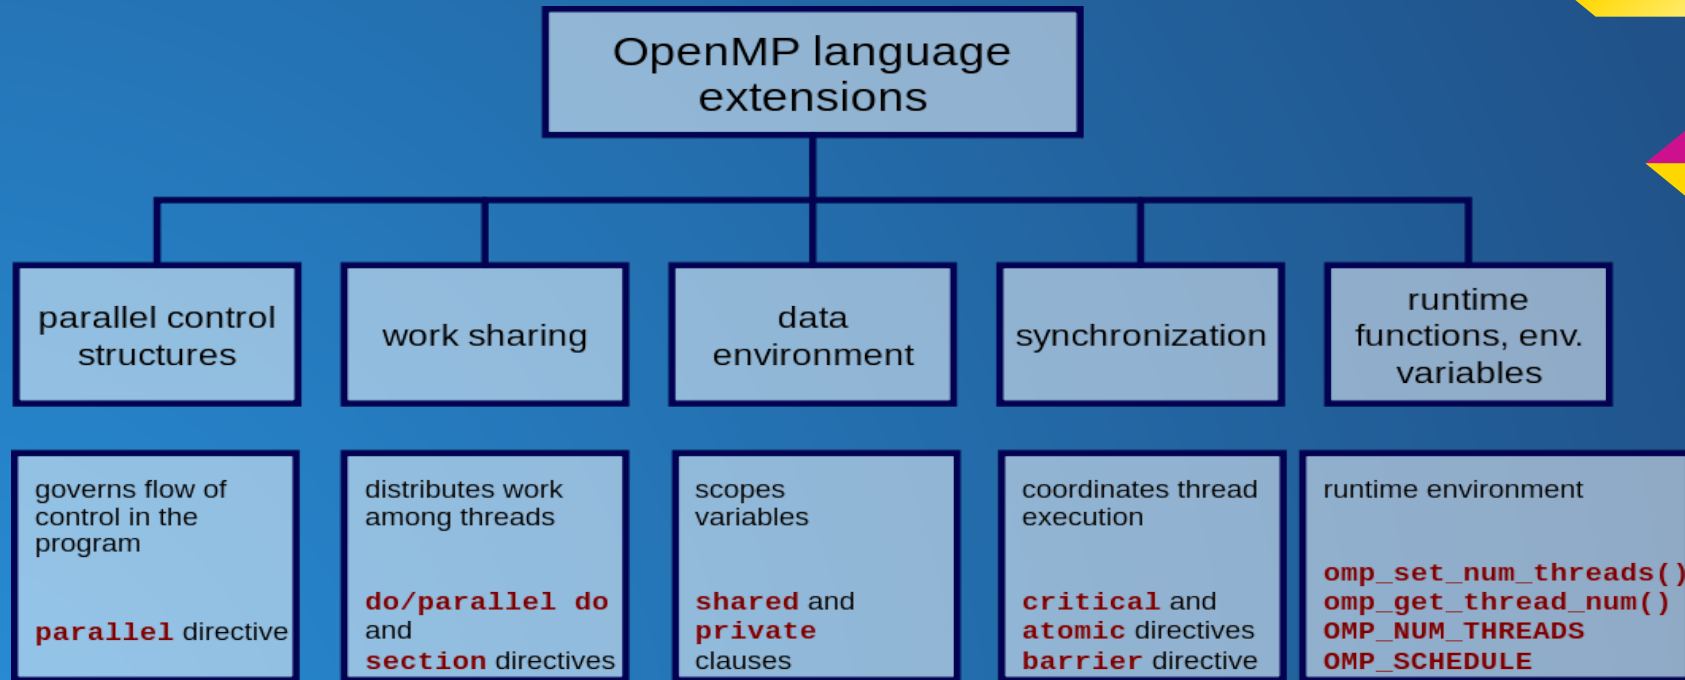 OpenMP language
extensions
parallel control
structures
work sharing
data
environment
synchronization
runtime
functions, env.
variables
governs flow of
control in the
program
parallel directive
distributes work
among threads
do/parallel do
and
section directives
scopes
variables
shared and
private
clauses
coordinates thread
execution
critical and
atomic directives
barrier directive
runtime environment
omp_set_num_threads()
omp_get_thread_num()
OMP_NUM_THREADS
OMP_SCHEDULE